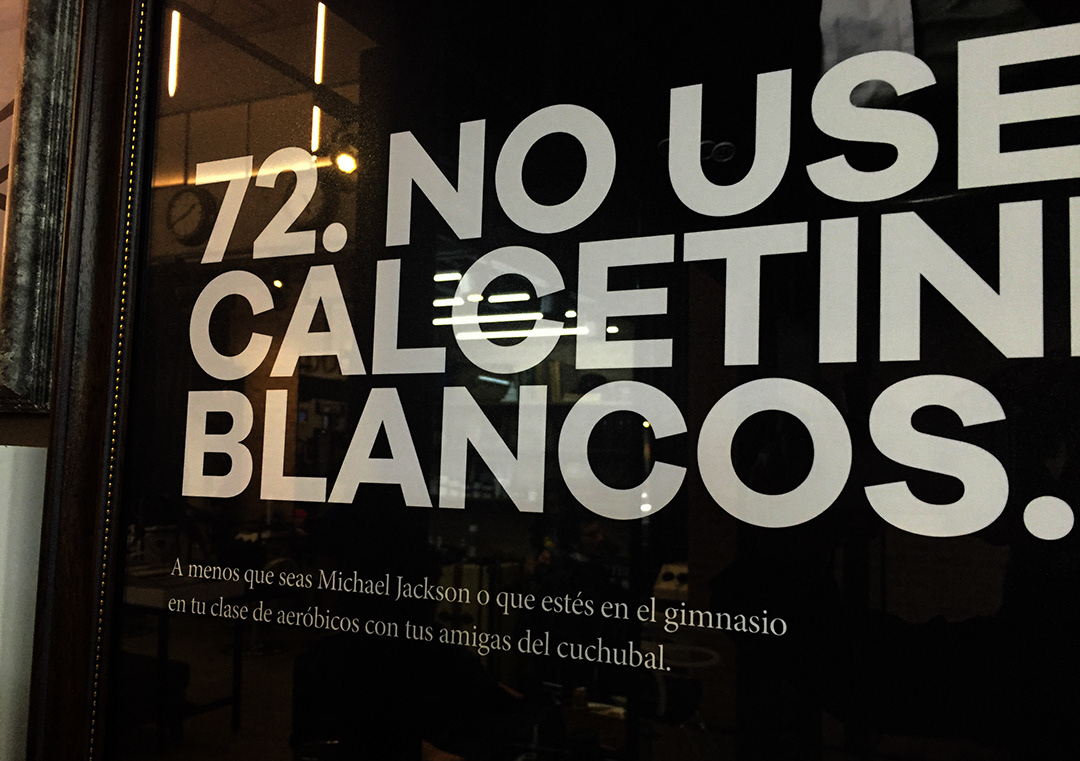 72. NO USE
CALCETIN
BLANCOS.
A menos que seas Michael Jackson o que estés en el gimnasio
en tu clase de aeróbicos con tus amigas del cuchubal.